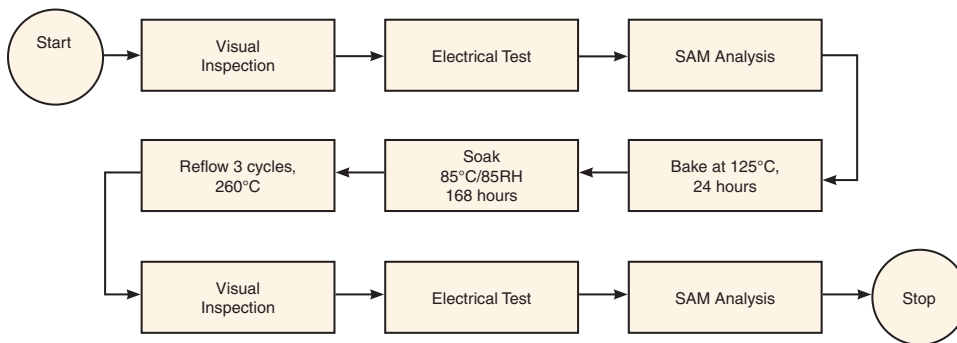 Start
Visual
Inspection
Electrical Test
SAM Analysis
Bake at 125°C,
24 hours
Soak
85°C/85RH
168 hours
Reflow 3 cycles,
260°C
Visual
Inspection
Electrical Test
SAM Analysis
Stop